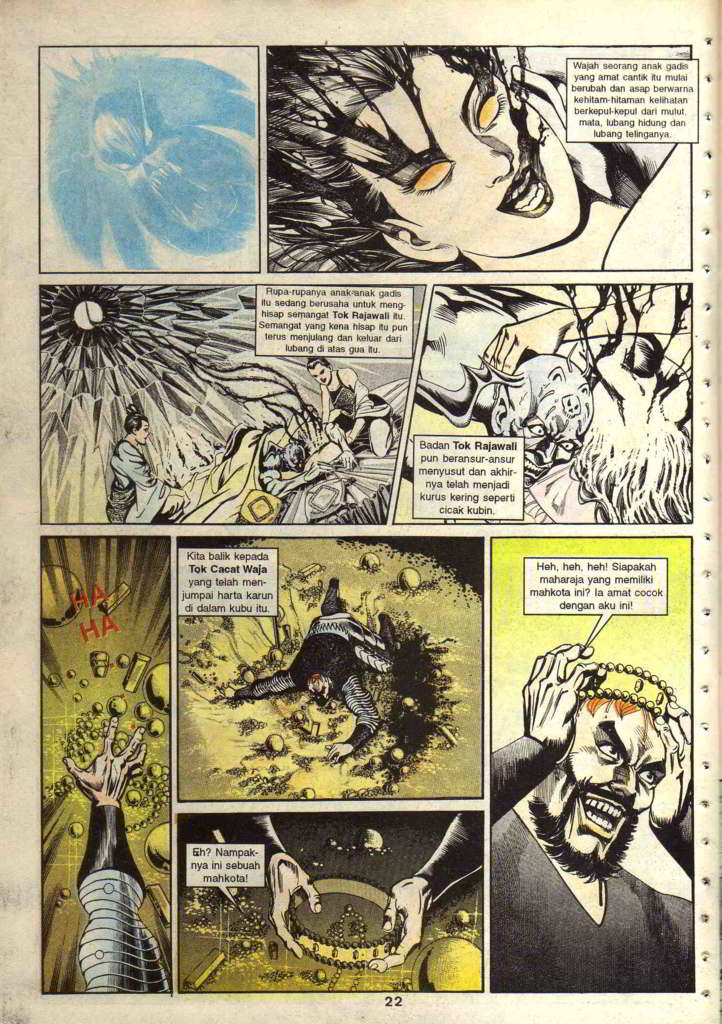 Wajah seorang anak gadis
yang amat cantik itu mulai
berubah dan asap berwarna
kehitam-hitaman kelihatan
berkepul-kepul dari mulut,
mata, lubang hidung dan
lubang telinganya.
Rupa-rupanya anak-anak gadis
itu sedang berusaha untuk meng-
hisap semangat Tok Rajawali itu.
Semangat yang kena hisap itu pun
terus menjulang dan keluar dari
lubang di atas gua itu.
Badan Tok Rajawali
pun beransur-ansur
menyusut dan akhir-
nya telah menjadi
kurus kering seperti
cicak kubin.
HA
HA
Kita balik kepada
Tok Cacat Waja
yang telah men-
jumpai harta karun
di dalam kubu itu.
Eh? Nampak-
nya ini sebuah
mahkota!
Heh, heh, heh! Siapakah
maharaja yang memiliki
mahkota ini? Ia amat cocok
dengan aku ini!
22